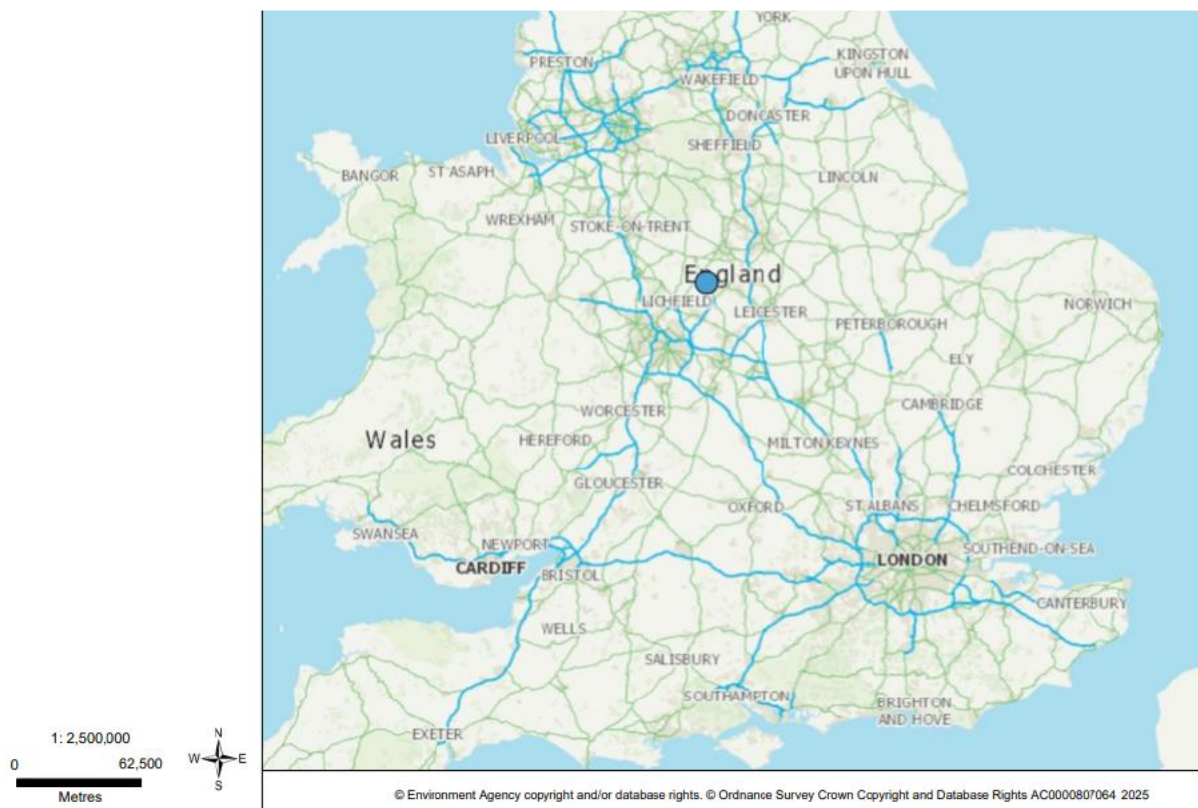 YORK
PRESTON
KINGSTON
UPON HULL
WAKEFIELD
DONCASTER
LIVERPOOL
SHEFFIELD
BANGOR
ST ASAPH
LINCOLN
WREXHAM
STOKE-ON-TRENT
England
LICHFIELD
LEICESTER
NORWICH
PETERBOROUGH
ELY
WORCESTER
CAMBRIDGE
Wales
HEREFORD
MILTON KEYNES
COLCHESTER
GLOUCESTER
OXFORD
ST ALBANS
CHELMSFORD
SWANSEA
NEWPORT
SOUTHEND-ON-SEA
CARDIFF
BRISTOL
LONDON
CANTERBURY
WELLS
SALISBURY
SOUTHAMPTON
BRIGHTON
AND HOVE
EXETER
1: 2,500,000
0 62,500
Metres
N
W E
S
© Environment Agency copyright and/or database rights. © Ordnance Survey Crown Copyright and Database Rights AC0000807064 2025